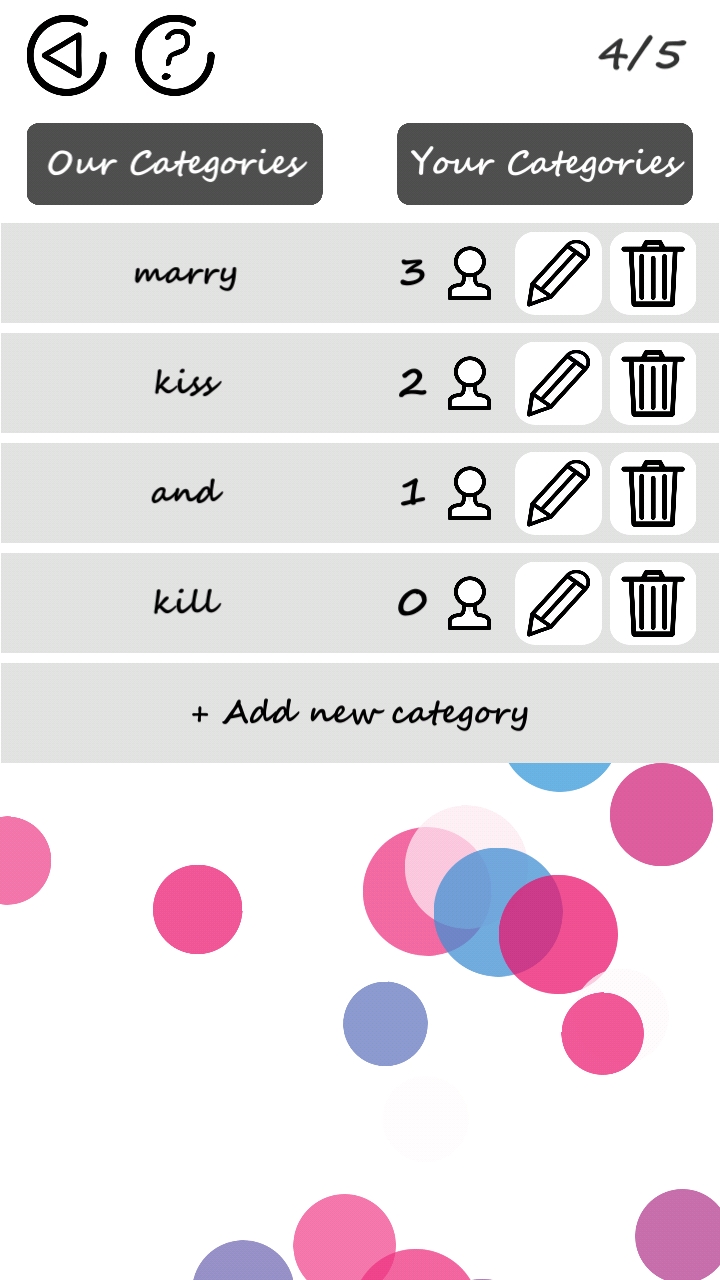 ?
4/5
Our Categories
Your Categories
marry 3
kiss 2
and 1
kill 0
+ Add new category